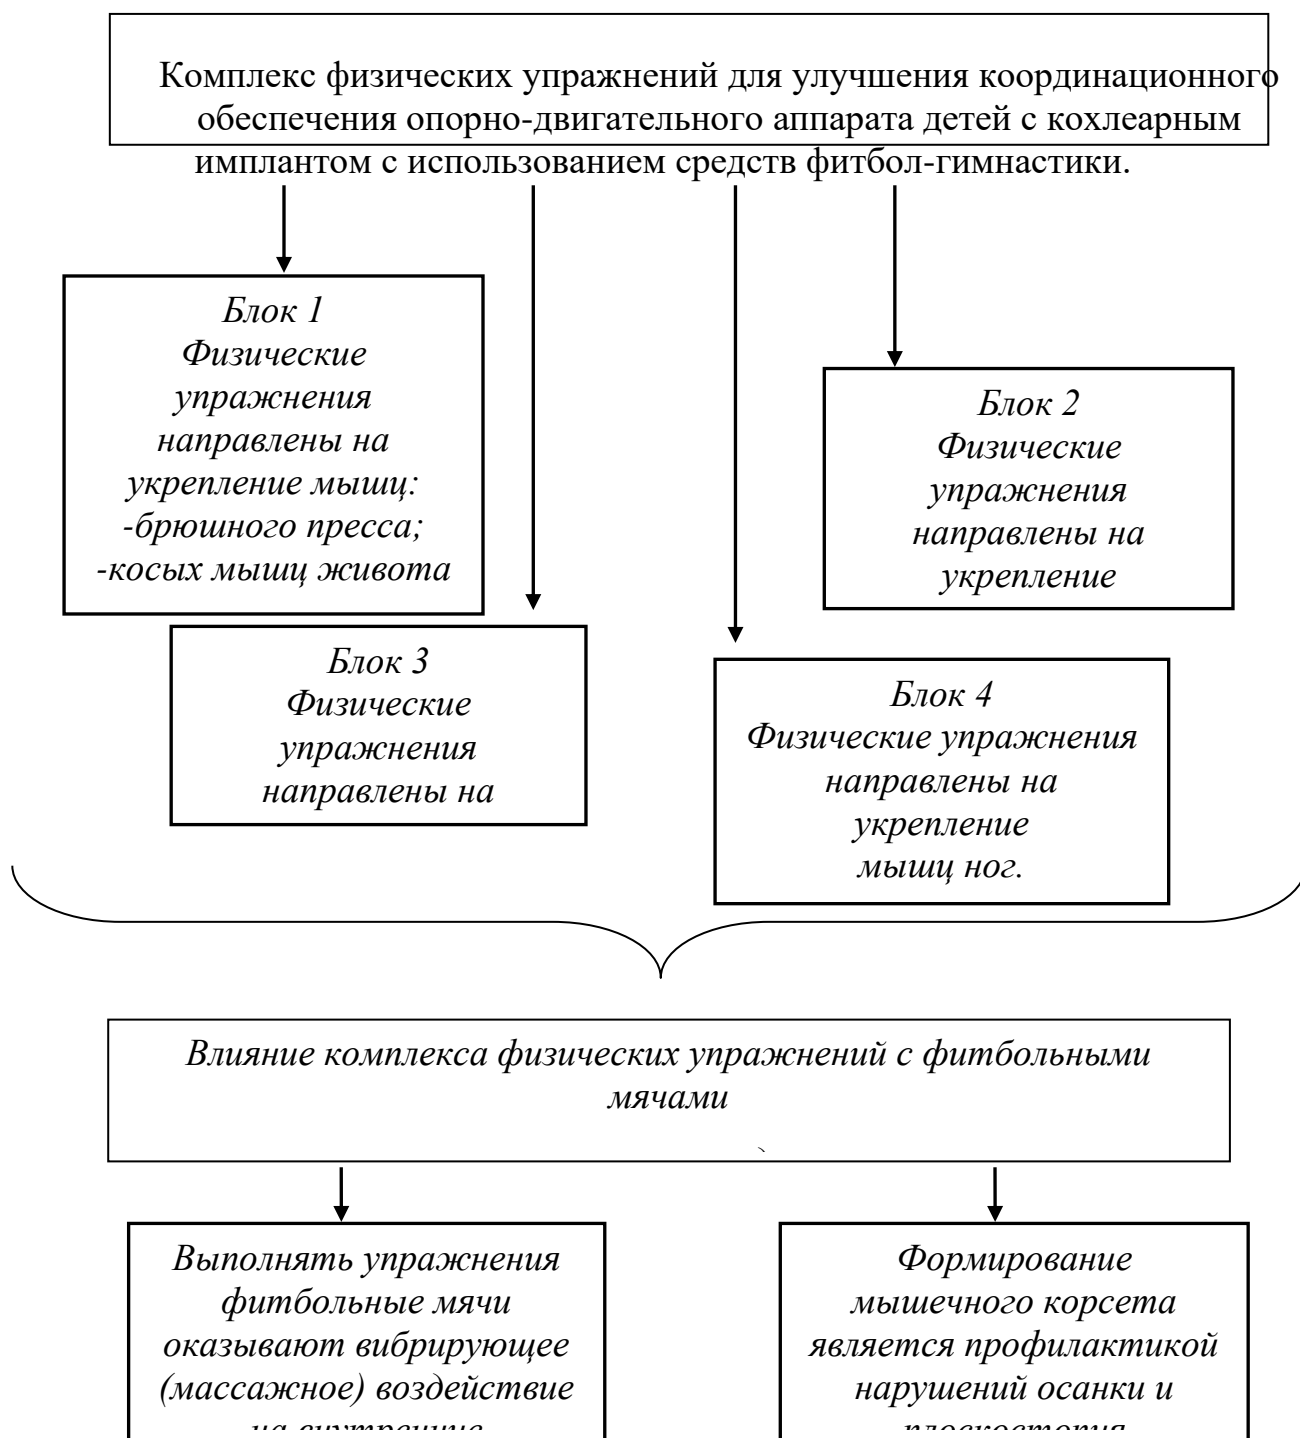 Комплекс физических упражнений для улучшения координационного
обеспечения опорно-двигательного аппарата детей с кохлеарным
имплантом с использованием средств фитбол-гимнастики.
Блок 1
Физические
упражнения
направлены на
укрепление мышц:
-брюшного пресса;
-косых мышц живота
Блок 2
Физические
упражнения
направлены на
укрепление
Блок 3
Физические
упражнения
направлены на
Блок 4
Физические упражнения
направлены на
укрепление
мышц ног.
Влияние комплекса физических упражнений с фитбольными
мячами
Выполнять упражнения
фитбольные мячи
оказывают вибрирующее
(массажное) воздействие
на внутренние
Формирование
мышечного корсета
является профилактикой
нарушений осанки и
плоскостопия